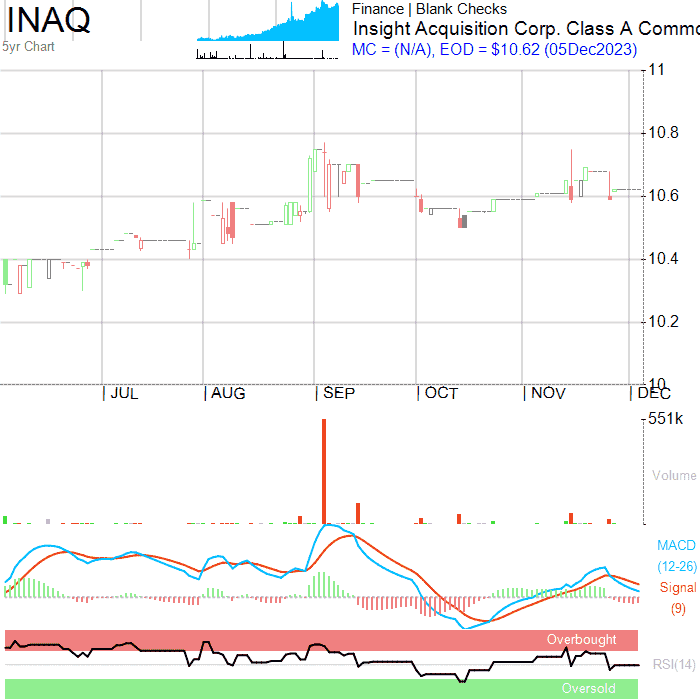 INAQ
5yr Chart
Finance | Blank Checks
Insight Acquisition Corp. Class A Commo
MC = (N/A), EOD = $10.62 (05Dec2023)
11
10.8
10.6
10.4
10.2
10
JUL
AUG
SEP
OCT
NOV
DEC
551k
Volume
MACD
(12-26)
Signal
(9)
Overbought
RSI(14)
Oversold